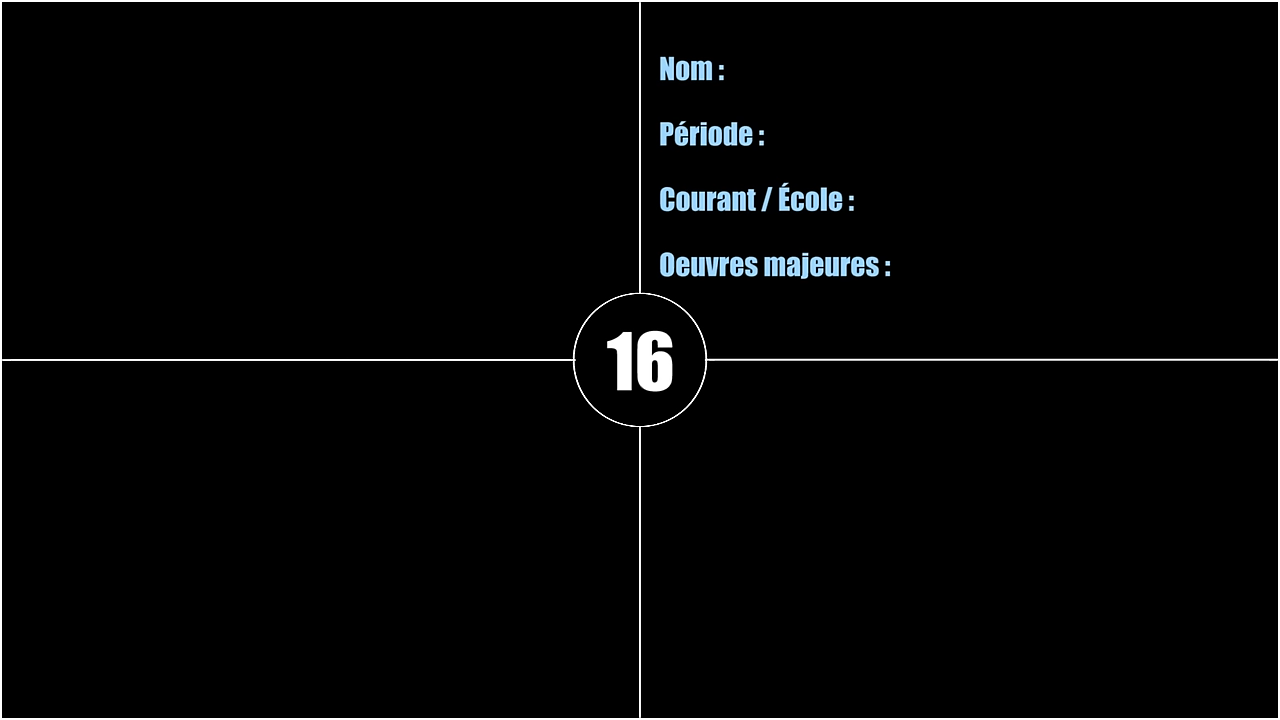 Nom :
Période :
Courant / École :
Oeuvres majeures :
16